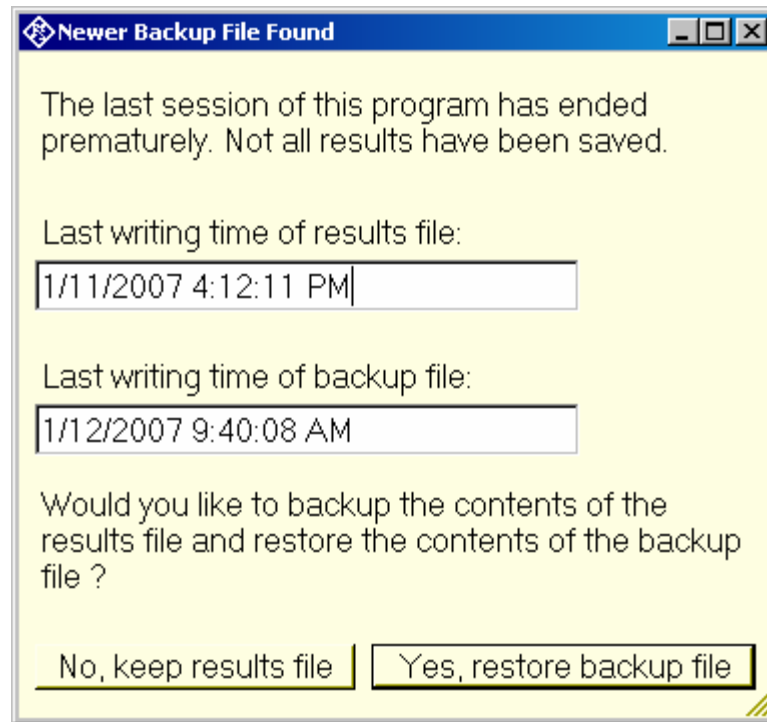 Newer Backup File Found
The last session of this program has ended
prematurely. Not all results have been saved.
Last writing time of results file:
1/11/2007 4:12:11 PM
Last writing time of backup file:
1/12/2007 9:40:08 AM
Would you like to backup the contents of the
results file and restore the contents of the backup
file ?
No, keep results file
Yes, restore backup file